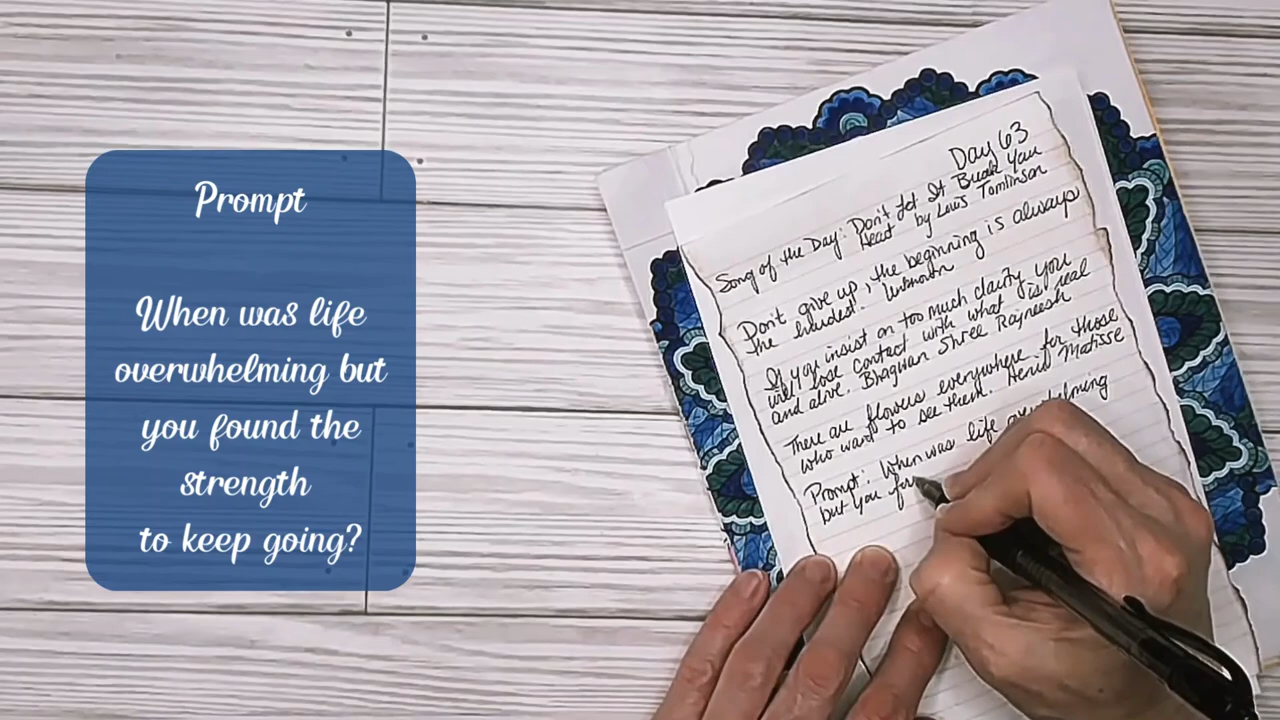 Prompt
When was life
overwhelming but
you found the
strength
to keep going?
Day 63
Song of the Day: Don't Let It Break You
Heart by Louis Tomlinson
Don't give up, the beginning is always
the hardest. Unknown
If you insist on too much clarity you
will lose contact with what is real
and alive. Bhagwan Shree Rajneesh
There are flowers everywhere for those
who want to see them. Henri Matisse
Prompt: When was life overwhelming
but you